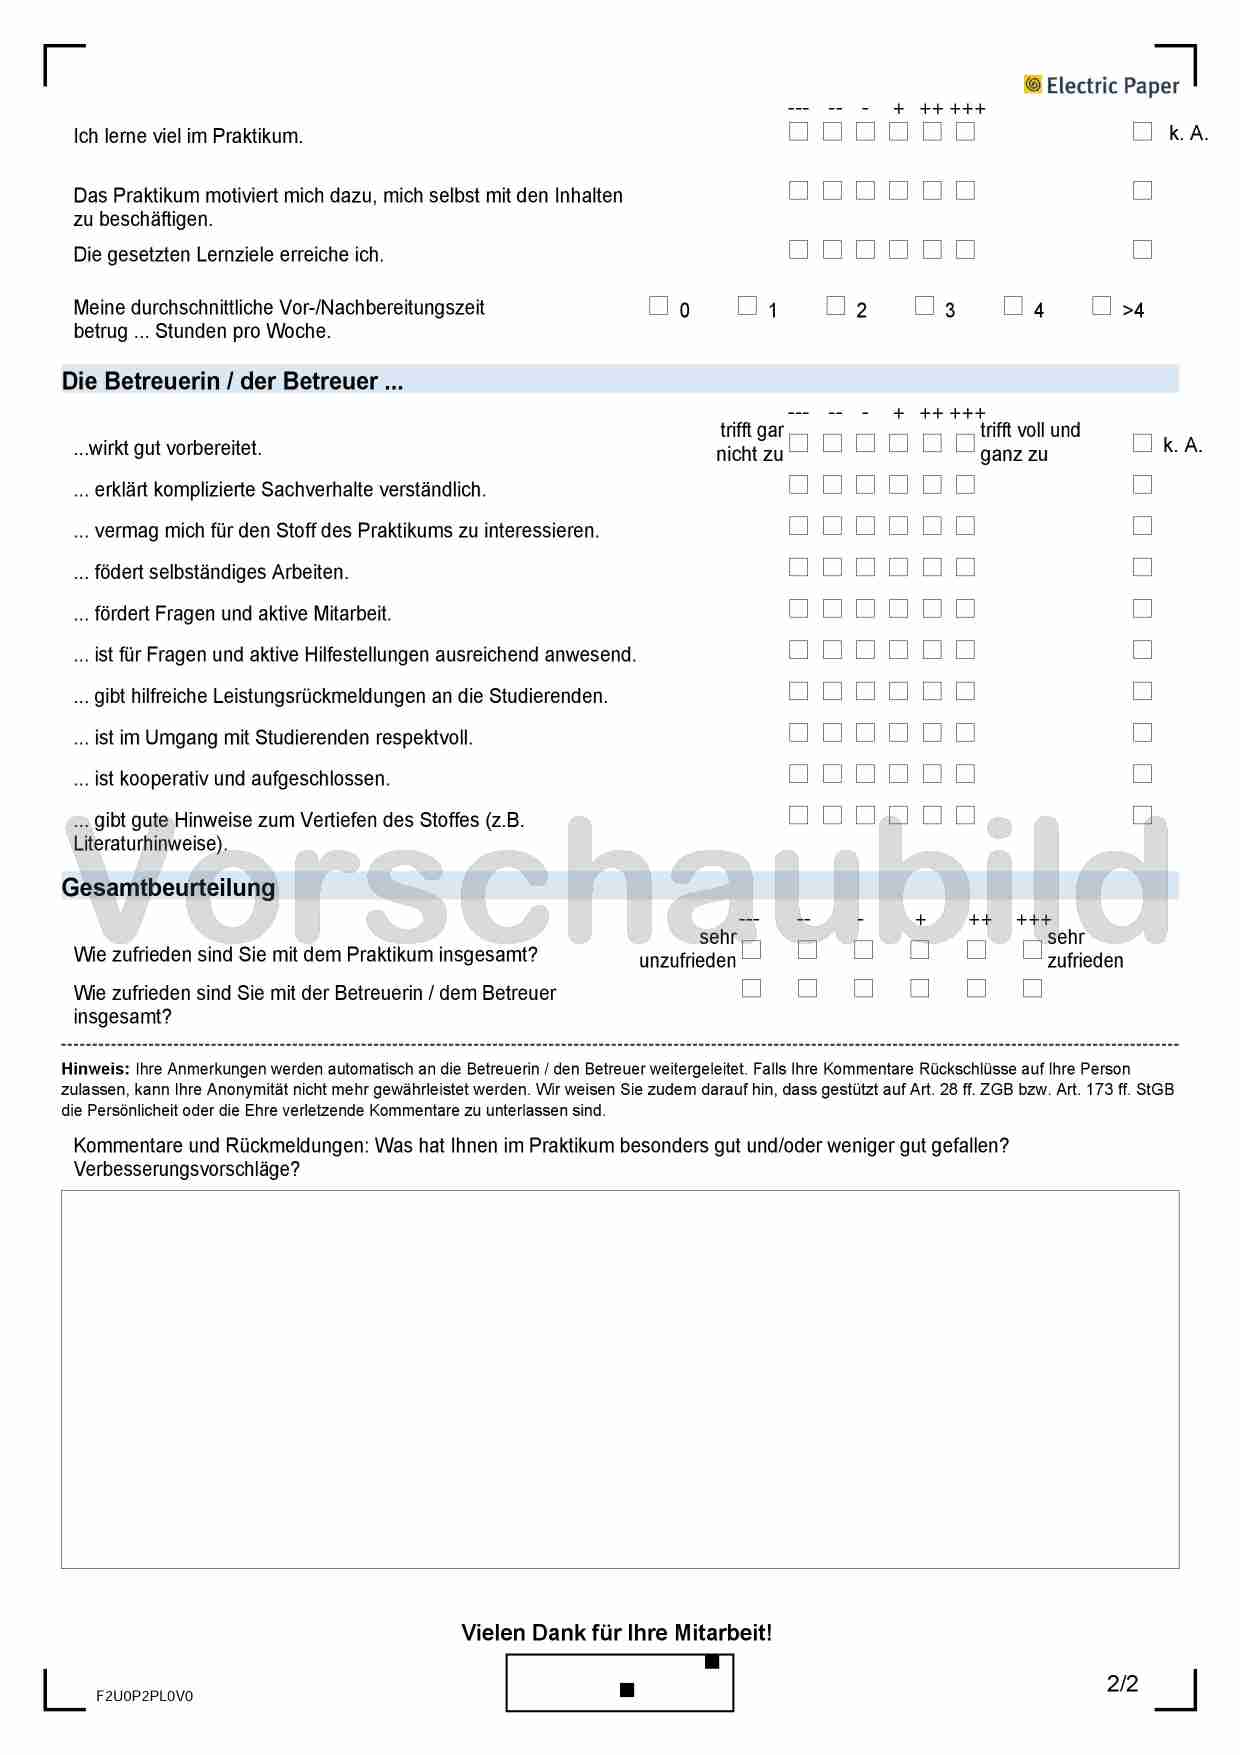 Electric Paper
--- -- - + ++ +++
Ich lerne viel im Praktikum. k. A.
Das Praktikum motiviert mich dazu, mich selbst mit den Inhalten
zu beschäftigen.
Die gesetzten Lernziele erreiche ich.
Meine durchschnittliche Vor-/Nachbereitungszeit
betrug ... Stunden pro Woche.
0 1 2 3 4 >4
Die Betreuerin / der Betreuer ...
--- -- - + ++ +++
...wirkt gut vorbereitet.
trifft gar
nicht zu
trifft voll und
ganz zu
k. A.
... erklärt komplizierte Sachverhalte verständlich.
... vermag mich für den Stoff des Praktikums zu interessieren.
... födert selbständiges Arbeiten.
... fördert Fragen und aktive Mitarbeit.
... ist für Fragen und aktive Hilfestellungen ausreichend anwesend.
... gibt hilfreiche Leistungsrückmeldungen an die Studierenden.
... ist im Umgang mit Studierenden respektvoll.
... ist kooperativ und aufgeschlossen.
... gibt gute Hinweise zum Vertiefen des Stoffes (z.B.
Literaturhinweise).
Vorschaubild
Gesamtbeurteilung
--- -- - + ++ +++
Wie zufrieden sind Sie mit dem Praktikum insgesamt?
sehr
unzufrieden
sehr
zufrieden
Wie zufrieden sind Sie mit der Betreuerin / dem Betreuer
insgesamt?
Hinweis: Ihre Anmerkungen werden automatisch an die Betreuerin / den Betreuer weitergeleitet. Falls Ihre Kommentare Rückschlüsse auf Ihre Person
zulassen, kann Ihre Anonymität nicht mehr gewährleistet werden. Wir weisen Sie zudem darauf hin, dass gestützt auf Art. 28 ff. ZGB bzw. Art. 173 ff. StGB
die Persönlicheit oder die Ehre verletzende Kommentare zu unterlassen sind.
Kommentare und Rückmeldungen: Was hat Ihnen im Praktikum besonders gut und/oder weniger gut gefallen?
Verbesserungsvorschläge?
Vielen Dank für Ihre Mitarbeit!
F2U0P2PL0V0
2/2